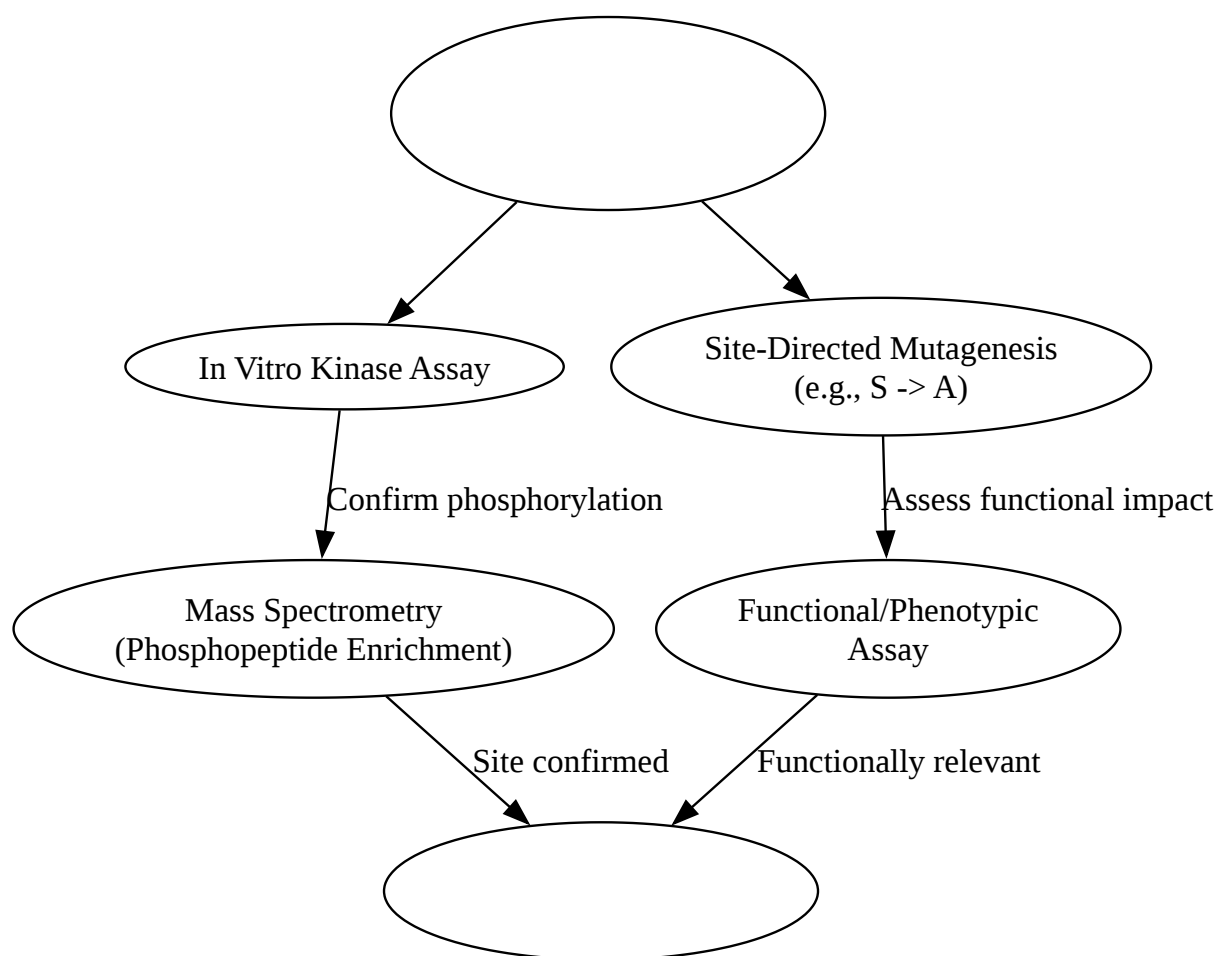 In Vitro Kinase Assay
Site-Directed Mutagenesis
(e.g., S -> A)
Confirm phosphorylation
Assess functional impact
Mass Spectrometry
(Phosphopeptide Enrichment)
Functional/Phenotypic
Assay
Site confirmed
Functionally relevant